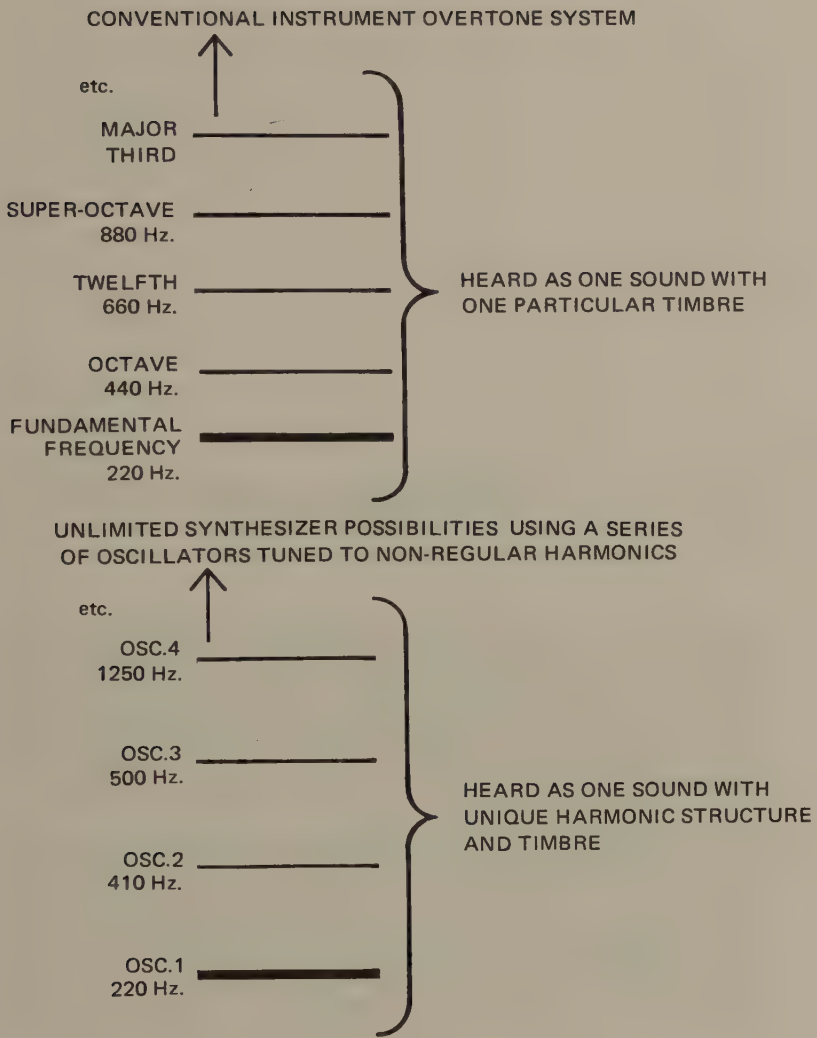 CONVENTIONAL INSTRUMENT OVERTONE SYSTEM
etc.
MAJOR
THIRD
SUPER-OCTAVE
880 Hz.
TWELFTH
660 Hz.
OCTAVE
440 Hz.
FUNDAMENTAL
FREQUENCY
220 Hz.
HEARD AS ONE SOUND WITH
ONE PARTICULAR TIMBRE
UNLIMITED SYNTHESIZER POSSIBILITIES USING A SERIES
OF OSCILLATORS TUNED TO NON-REGULAR HARMONICS
etc.
OSC.4
1250 Hz.
OSC.3
500 Hz.
OSC.2
410 Hz.
OSC.1
220 Hz.
HEARD AS ONE SOUND WITH
UNIQUE HARMONIC STRUCTURE
AND TIMBRE